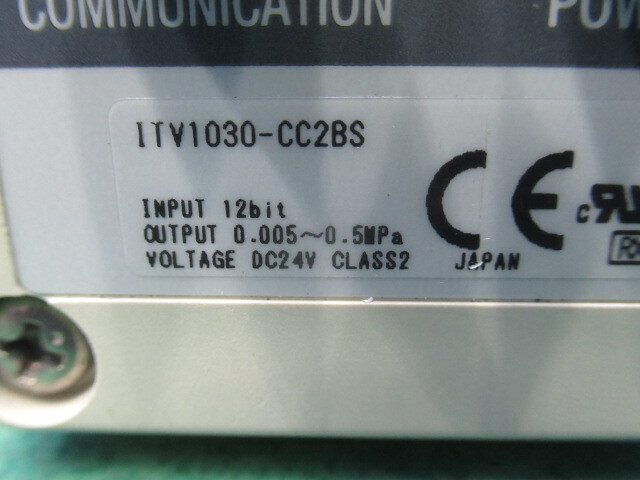 COMMUNICATION
ITV1030-CC2BS
INPUT 12bit
OUTPUT 0.005～0.5MPa
VOLTAGE DC24V CLASS2
CE
JAPAN